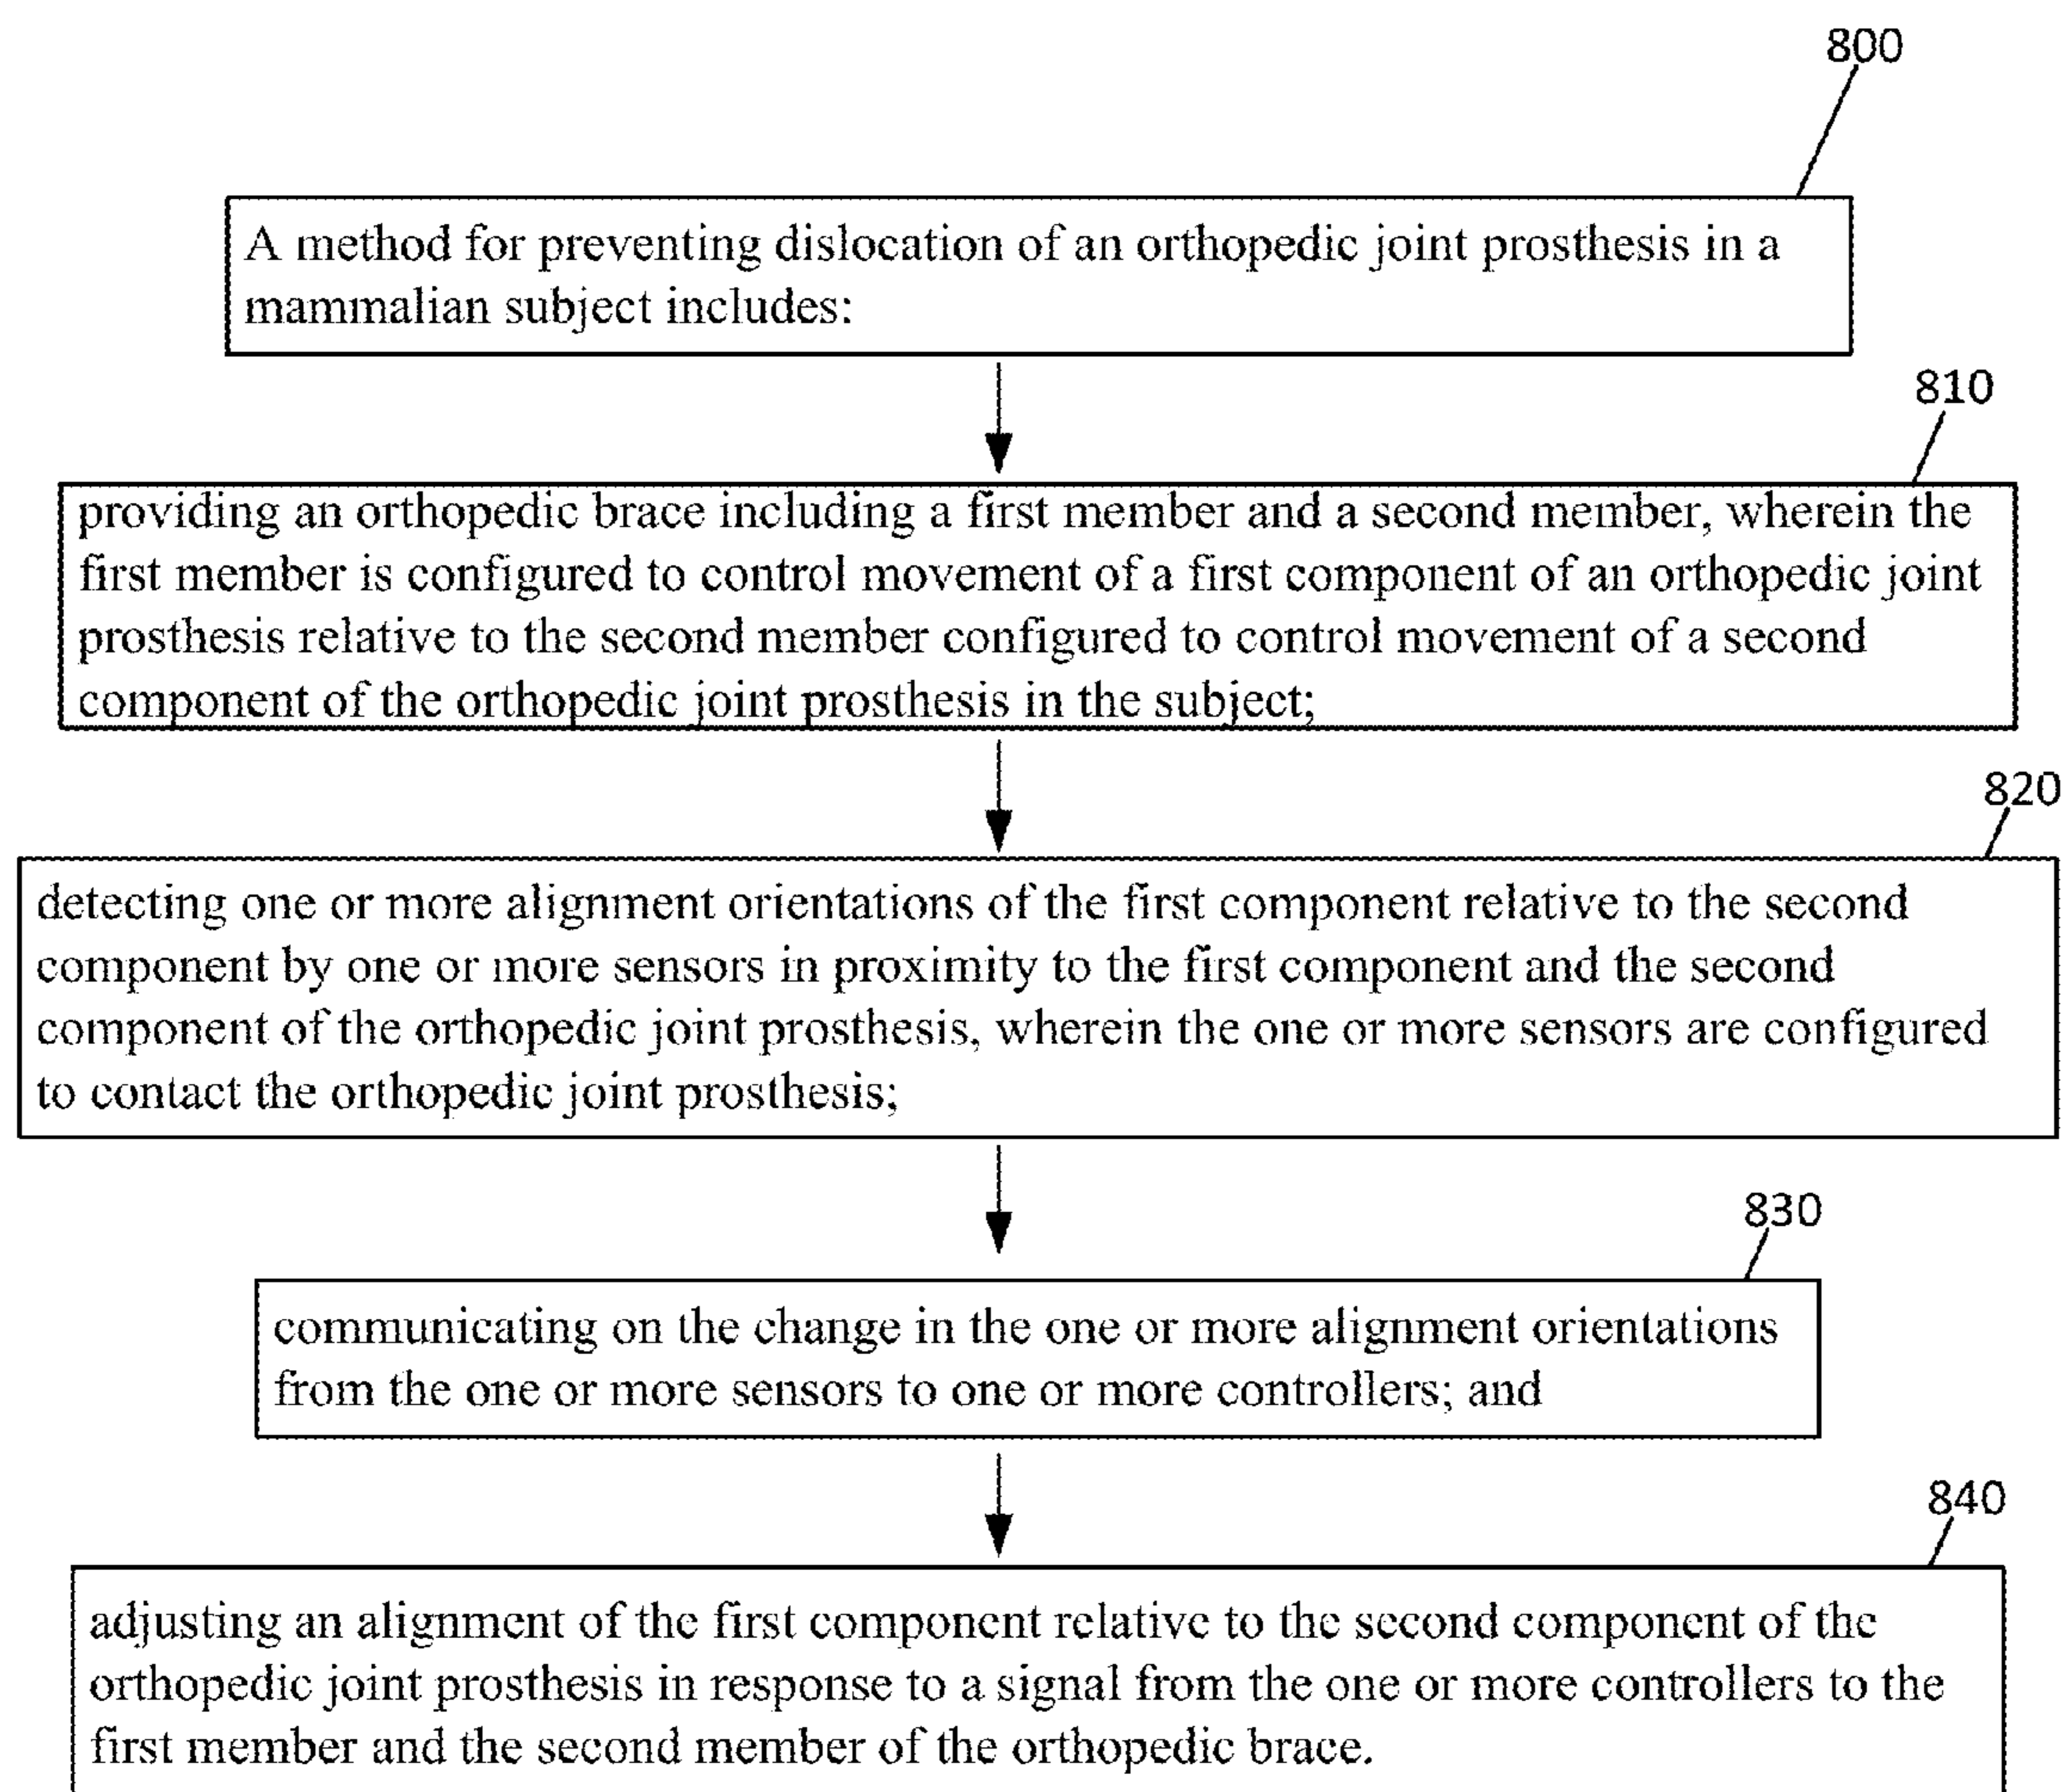 800
A method for preventing dislocation of an orthopedic joint prosthesis in a
mammalian subject includes:
810
providing an orthopedic brace including a first member and a second member, wherein the
first member is configured to control movement of a first component of an orthopedic joint
prosthesis relative to the second member configured to control movement of a second
component of the orthopedic joint prosthesis in the subject;
820
detecting one or more alignment orientations of the first component relative to the second
component by one or more sensors in proximity to the first component and the second
component of the orthopedic joint prosthesis, wherein the one or more sensors are configured
to contact the orthopedic joint prosthesis;
830
communicating on the change in the one or more alignment orientations
from the one or more sensors to one or more controllers; and
840
adjusting an alignment of the first component relative to the second component of the
orthopedic joint prosthesis in response to a signal from the one or more controllers to the
first member and the second member of the orthopedic brace.